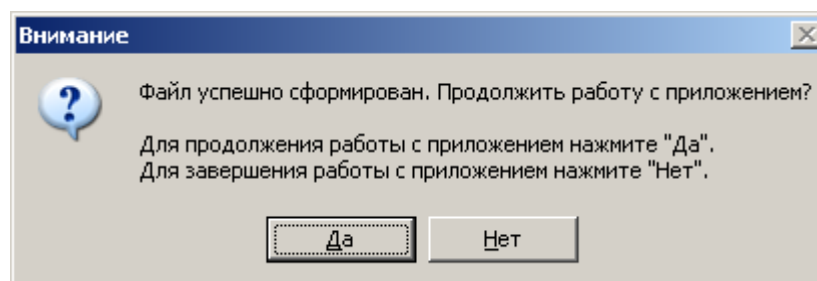 Внимание
Файл успешно сформирован. Продолжить работу с приложением?
Для продолжения работы с приложением нажмите "Да".
Для завершения работы с приложением нажмите "Нет".
Да
Нет